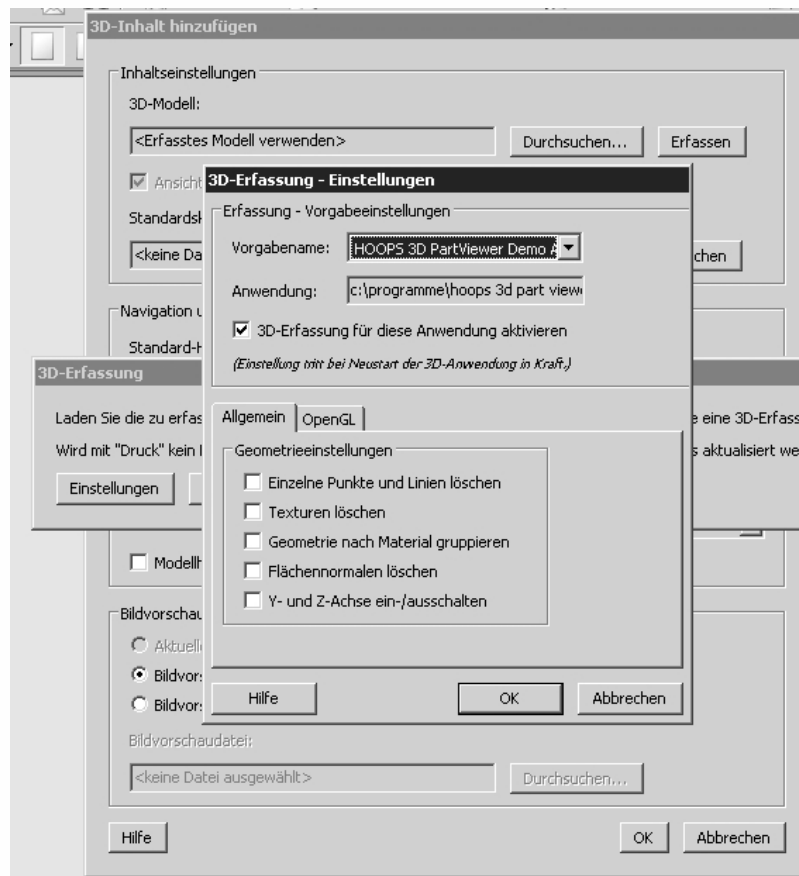 3D-Inhalt hinzufügen
Inhaltseinstellungen
3D-Modell:
<Erfasstes Modell verwenden>
Durchsuchen... Erfassen
Ansicht
Standardsk
<keine Da
chen
Navigation u
Standard-H
3D-Erfassung - Einstellungen
Erfassung - Vorgabeeinstellungen
Vorgabename: HOOPS 3D PartViewer Demo A
Anwendung: c:\programme\hoops 3d part viewe
3D-Erfassung für diese Anwendung aktivieren
(Einstellung tritt bei Neustart der 3D-Anwendung in Kraft.)
Allgemein OpenGL
Geometrieeinstellungen
Einzelne Punkte und Linien löschen
Texturen löschen
Geometrie nach Material gruppieren
Flächennormalen löschen
Y- und Z-Achse ein-/ausschalten
Hilfe OK Abbrechen
3D-Erfassung
Laden Sie die zu erfas
e eine 3D-Erfass
Wird mit "Druck" kein
s aktualisiert we
Einstellungen
Modellh
Bildvorschau
Aktuelle
Bildvors
Bildvors
Bildvorschaudatei:
<keine Datei ausgewählt>
Durchsuchen...
Hilfe OK Abbrechen